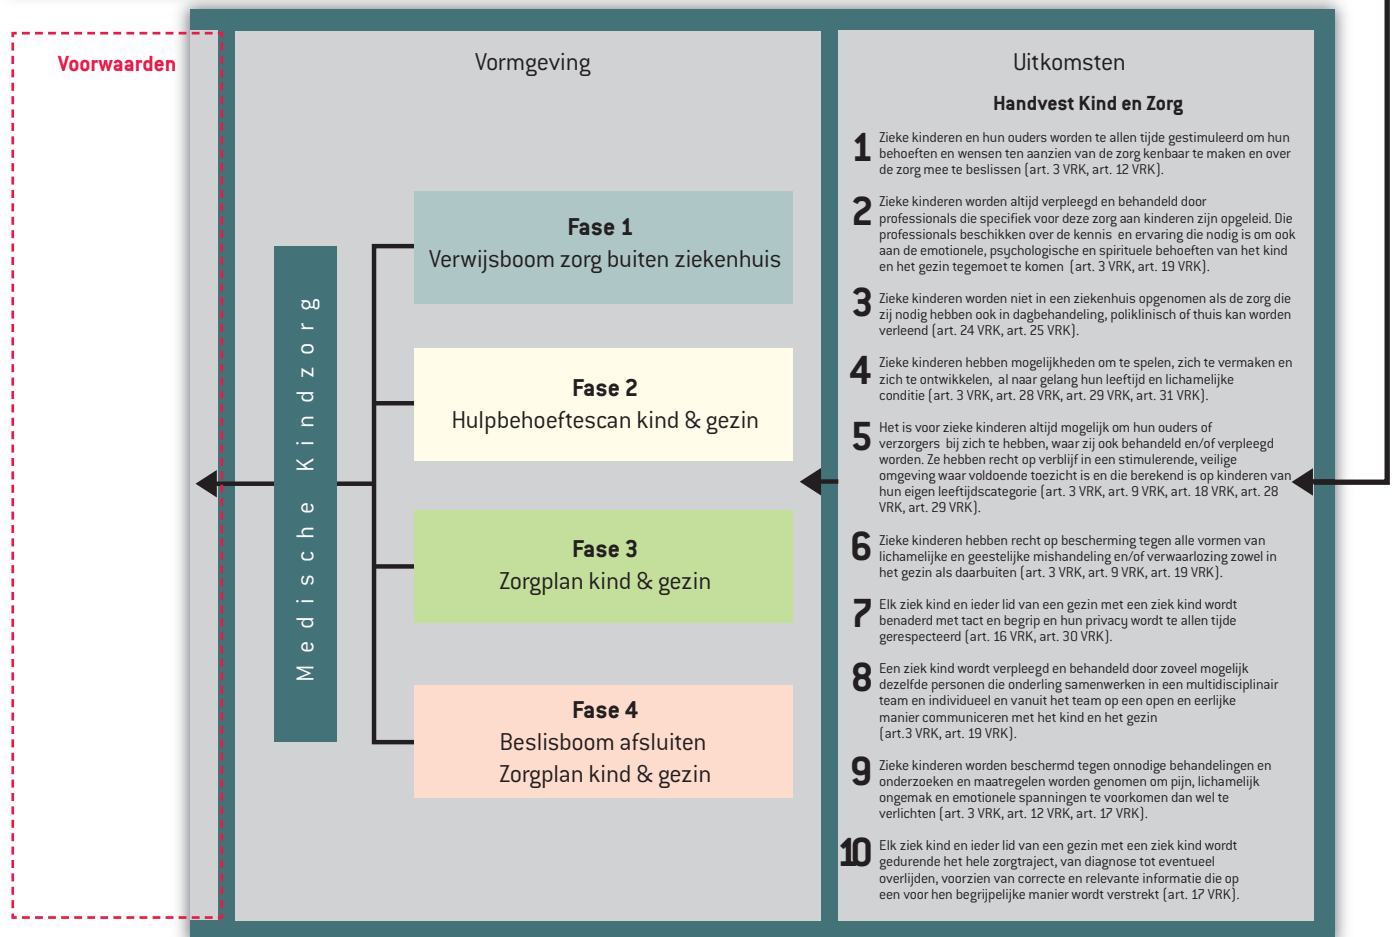 Voorwaarden
Vormgeving
Medische Kindzorg
Fase 1
Verwijsboom zorg buiten ziekenhuis
Fase 2
Hulpbehoeftescan kind & gezin
Fase 3
Zorgplan kind & gezin
Fase 4
Beslisboom afsluiten
Zorgplan kind & gezin
Uitkomsten
Handvest Kind en Zorg
1 Zieke kinderen en hun ouders worden te allen tijde gestimuleerd om hun
behoeften en wensen ten aanzien van de zorg kenbaar te maken en over
de zorg mee te beslissen (art. 3 VRK, art. 12 VRK).
2 Zieke kinderen worden altijd verpleegd en behandeld door
professionals die specifiek voor deze zorg aan kinderen zijn opgeleid. Die
professionals beschikken over de kennis en ervaring die nodig is om ook
aan de emotionele, psychologische en spirituele behoeften van het kind
en het gezin tegemoet te komen (art. 3 VRK, art. 19 VRK).
3 Zieke kinderen worden niet in een ziekenhuis opgenomen als de zorg die
zij nodig hebben ook in dagbehandeling, poliklinisch of thuis kan worden
verleend (art. 24 VRK, art. 25 VRK).
4 Zieke kinderen hebben mogelijkheden om te spelen, zich te vermaken en
zich te ontwikkelen, al naar gelang hun leeftijd en lichamelijke
conditie (art. 3 VRK, art. 28 VRK, art. 29 VRK, art. 31 VRK).
5 Het is voor zieke kinderen altijd mogelijk om hun ouders of
verzorgers bij zich te hebben, waar zij ook behandeld en/of verpleegd
worden. Ze hebben recht op verblijf in een stimulerende, veilige
omgeving waar voldoende toezicht is en die berekend is op kinderen van
hun eigen leeftijdscategorie (art. 3 VRK, art. 9 VRK, art. 18 VRK, art. 28
VRK, art. 29 VRK).
6 Zieke kinderen hebben recht op bescherming tegen alle vormen van
lichamelijke en geestelijke mishandeling en/of verwaarlozing zowel in
het gezin als daarbuiten (art. 3 VRK, art. 9 VRK, art. 19 VRK).
7 Elk ziek kind en ieder lid van een gezin met een ziek kind wordt
benaderd met tact en begrip en hun privacy wordt te allen tijde
gerespecteerd (art. 16 VRK, art. 30 VRK).
8 Een ziek kind wordt verpleegd en behandeld door zoveel mogelijk
dezelfde personen die onderling samenwerken in een multidisciplinair
team en individueel en vanuit het team op een open en eerlijke
manier communiceren met het kind en het gezin
(art.3 VRK, art. 19 VRK).
9 Zieke kinderen worden beschermd tegen onnodige behandelingen en
onderzoeken en maatregelen worden genomen om pijn, lichamelijk
ongemak en emotionele spanningen te voorkomen dan wel te
verlichten (art. 3 VRK, art. 12 VRK, art. 17 VRK).
10 Elk ziek kind en ieder lid van een gezin met een ziek kind wordt
gedurende het hele zorgtraject, van diagnose tot eventueel
overlijden, voorzien van correcte en relevante informatie die op
een voor hen begrijpelijke manier wordt verstrekt (art. 17 VRK).